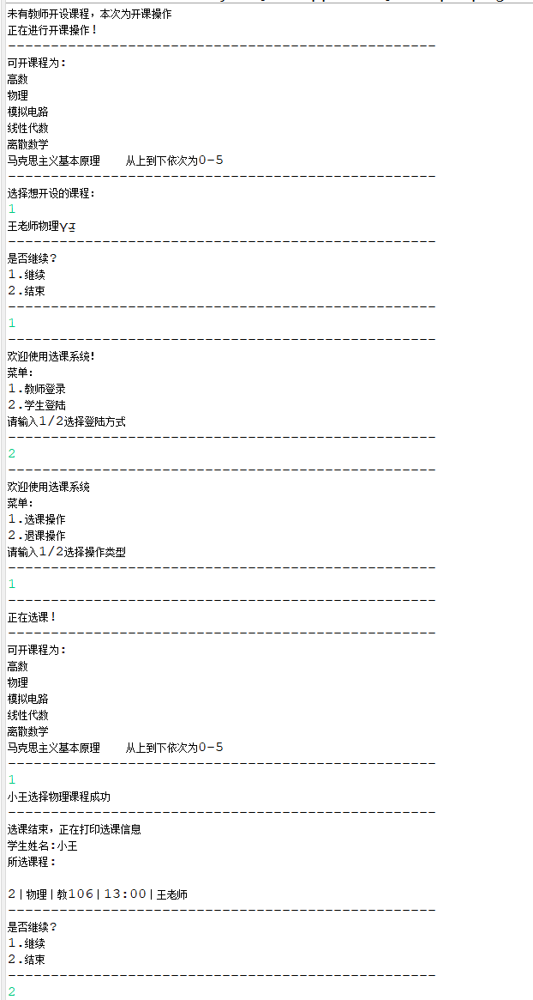 未有教师开设课程，本次为开课操作
正在进行开课操作！
--------------------------------------------------
可开课程为：
高数
物理
模拟电路
线性代数
离散数学
马克思主义基本原理    从上到下依次为0-5
--------------------------------------------------
选择想开设的课程：
1
王老师物理
--------------------------------------------------
是否继续？
1.继续
2.结束
--------------------------------------------------
1
--------------------------------------------------
欢迎使用选课系统!
菜单：
1.教师登录
2.学生登陆
请输入1/2选择登陆方式
--------------------------------------------------
2
--------------------------------------------------
欢迎使用选课系统
菜单：
1.选课操作
2.退课操作
请输入1/2选择操作类型
--------------------------------------------------
1
--------------------------------------------------
正在选课！
--------------------------------------------------
可开课程为：
高数
物理
模拟电路
线性代数
离散数学
马克思主义基本原理    从上到下依次为0-5
--------------------------------------------------
1
小王选择物理课程成功
--------------------------------------------------
选课结束，正在打印选课信息
学生姓名:小王
所选课程：
2|物理|教106|13:00|王老师
--------------------------------------------------
是否继续？
1.继续
2.结束
--------------------------------------------------
2